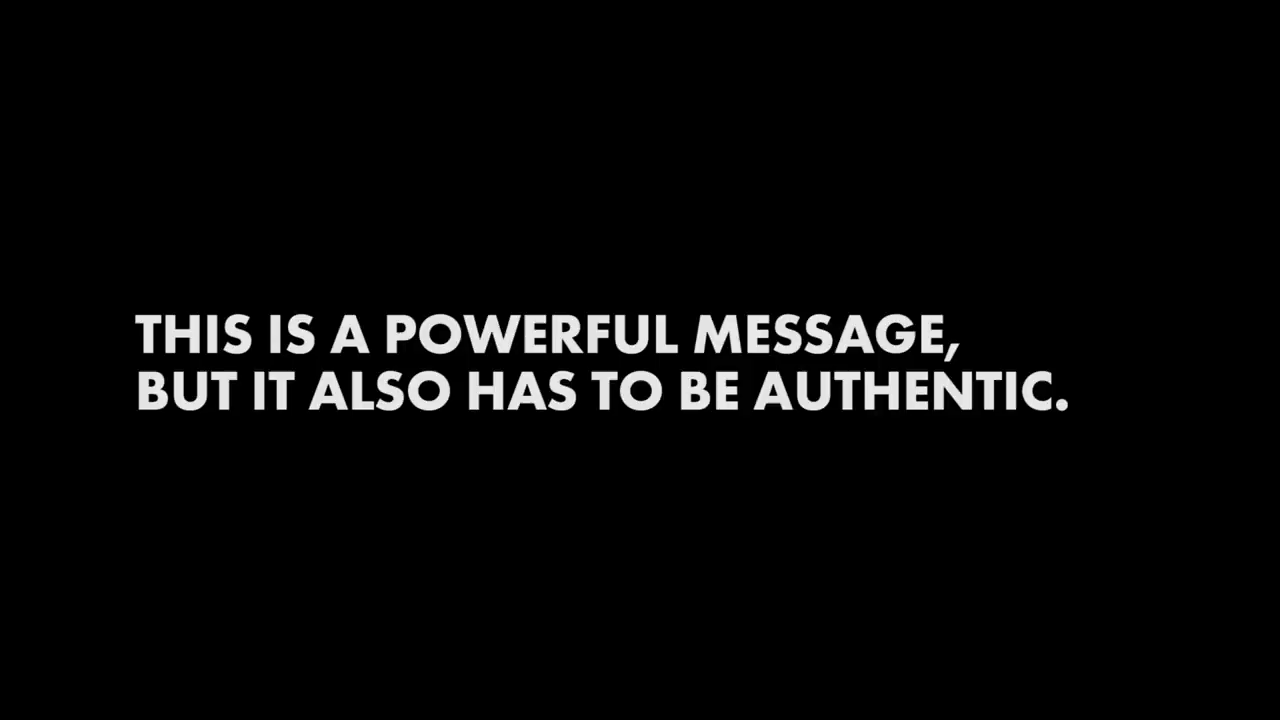 THIS IS A POWERFUL MESSAGE,
BUT IT ALSO HAS TO BE AUTHENTIC.